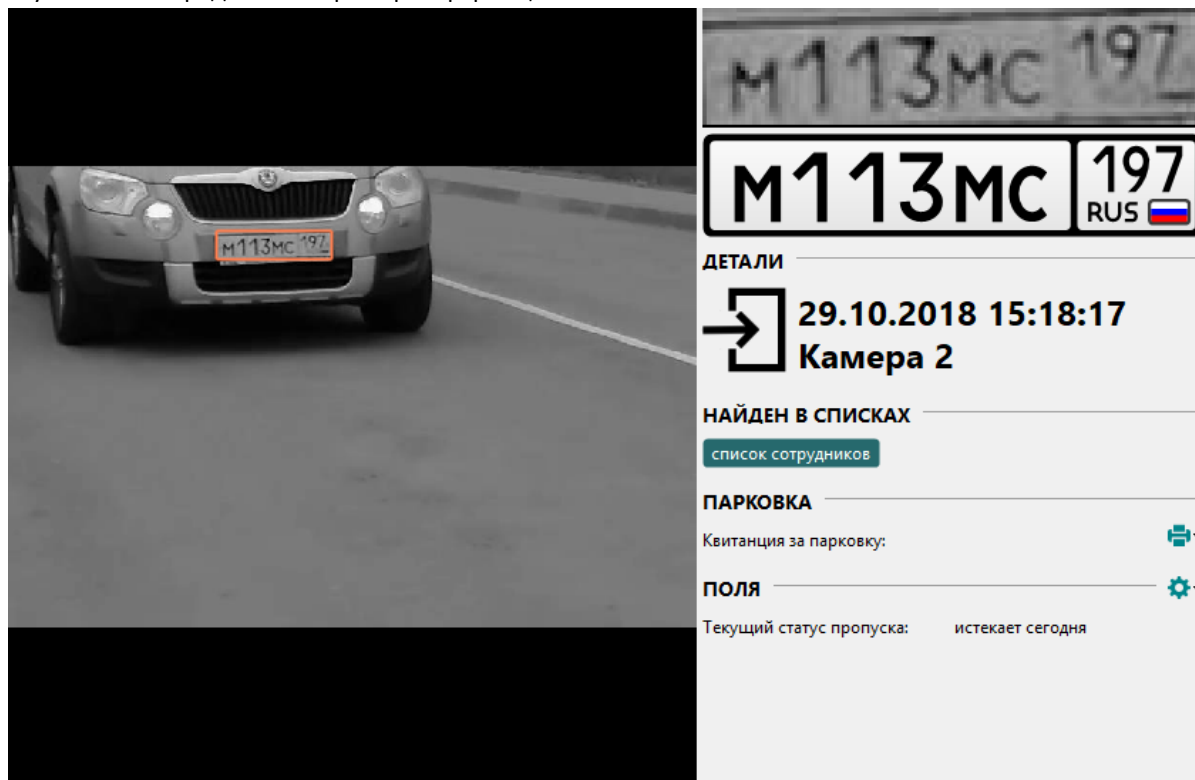 М113МС 197
М113МС 197
М113МС 197
RUS
ДЕТАЛИ
29.10.2018 15:18:17
Камера 2
НАЙДЕН В СПИСКАХ
список сотрудников
ПАРКОВКА
Квитанция за парковку:
ПОЛЯ
Текущий статус пропуска: истекает сегодня